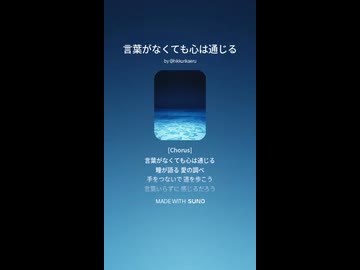 言葉がなくても心は通じる
by @hikkurikaeru
[Chorus]
言葉がなくても心は通じる
瞳が語る 愛の調べ
手をつないで 道を歩こう
言葉いらずに 感じるだろう
MADE WITH SUNO